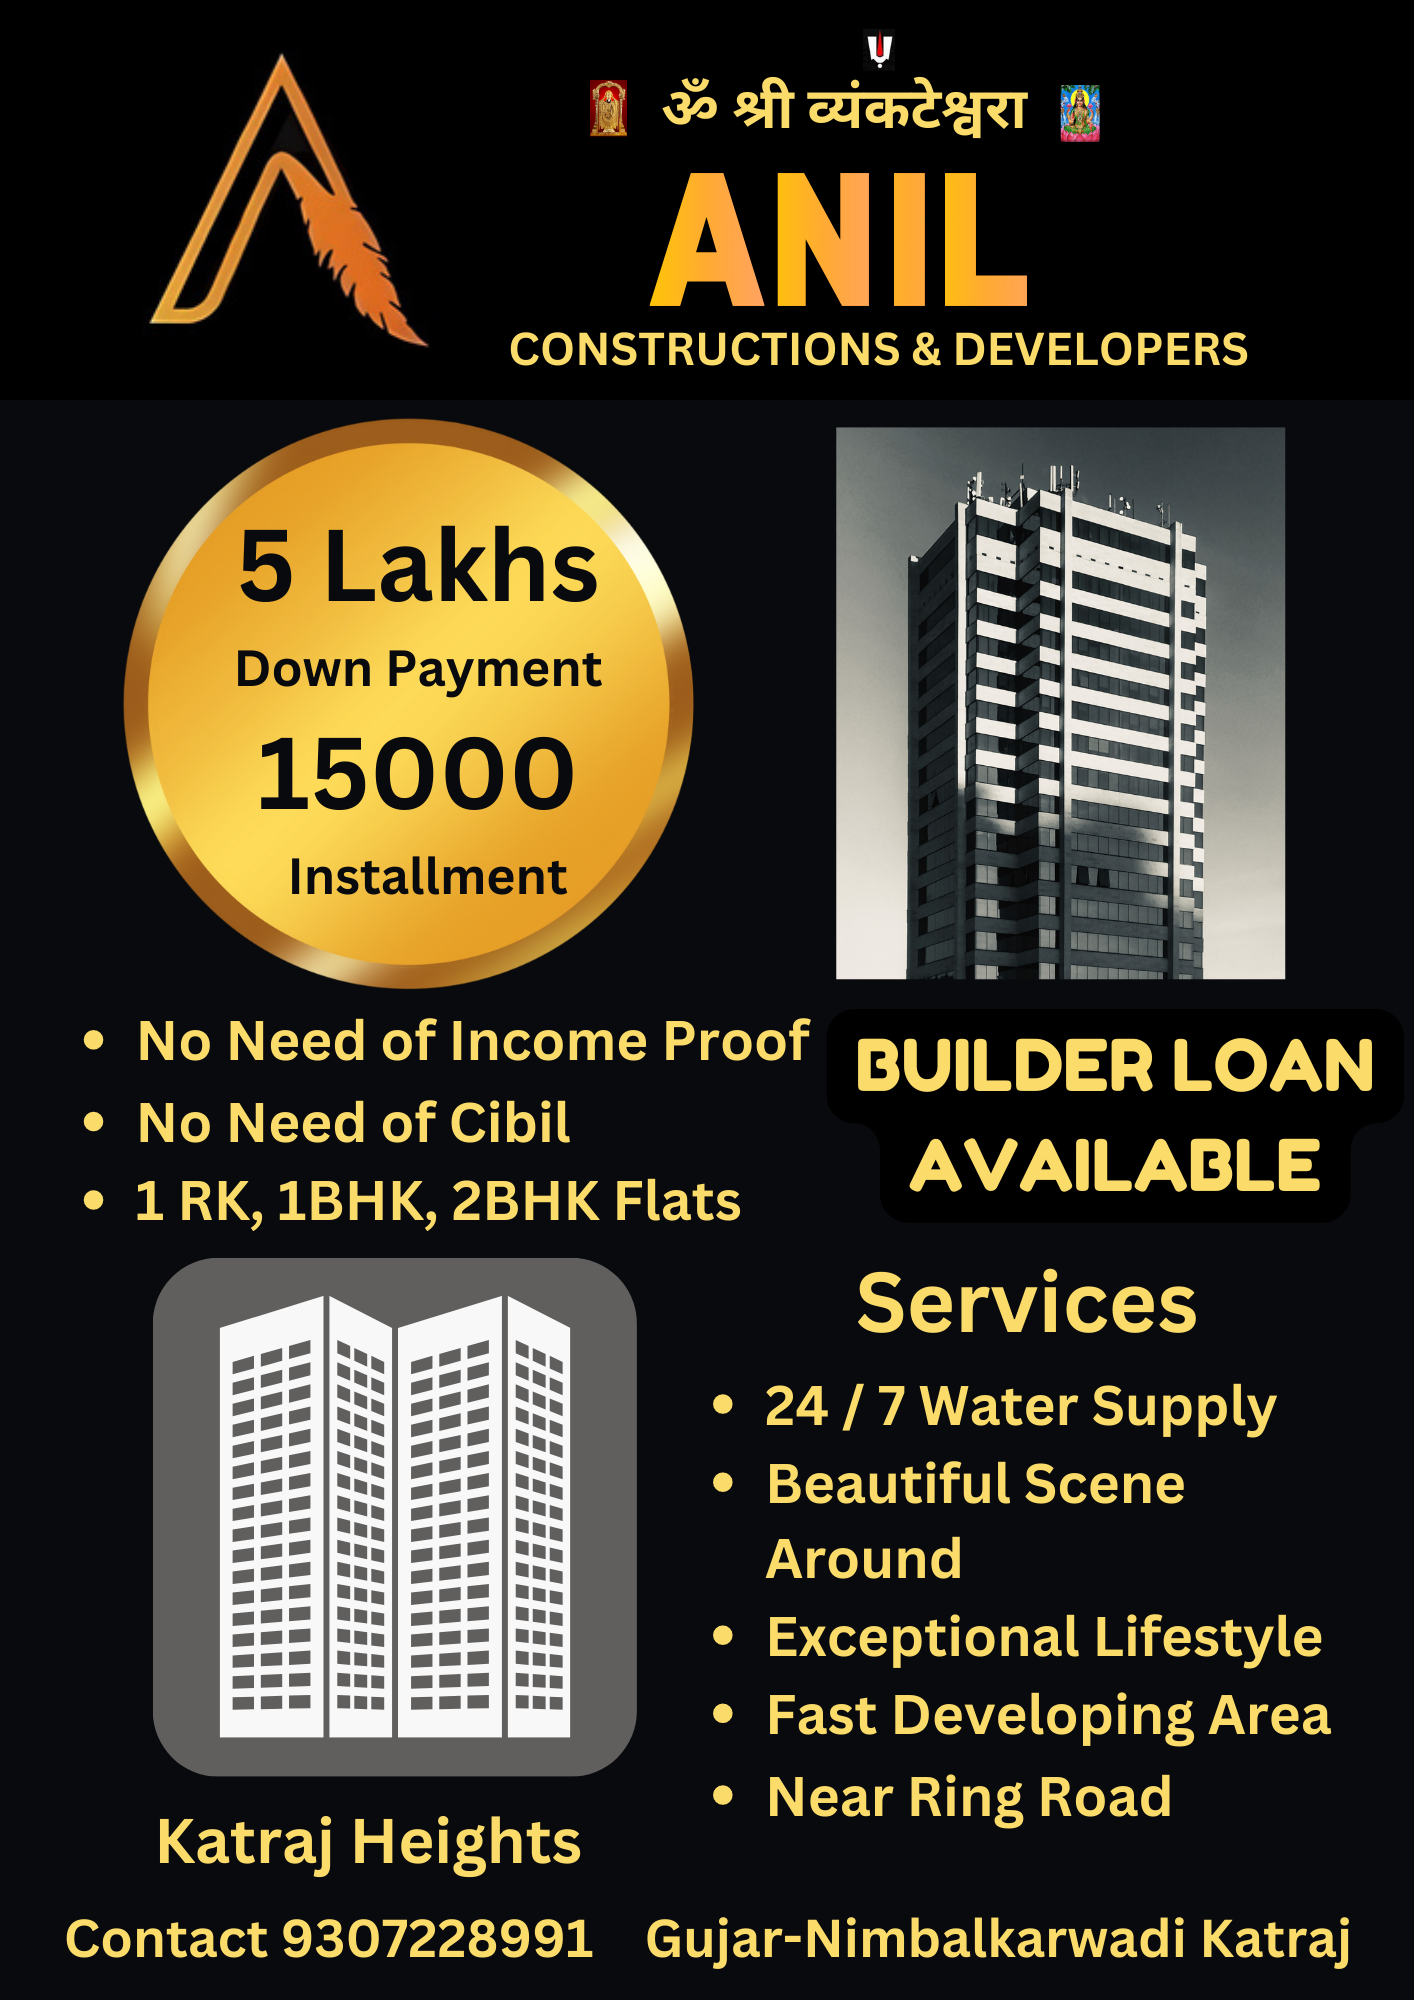 ॐ श्री व्यंकटेश्वरा
ANIL
CONSTRUCTIONS & DEVELOPERS
5 Lakhs
Down Payment
15000
Installment
• No Need of Income Proof
• No Need of Cibil
• 1 RK, 1BHK, 2BHK Flats
BUILDER LOAN
AVAILABLE
Services
• 24 / 7 Water Supply
• Beautiful Scene
Around
• Exceptional Lifestyle
• Fast Developing Area
• Near Ring Road
Katraj Heights
Contact 9307228991
Gujar-Nimbalkarwadi Katraj